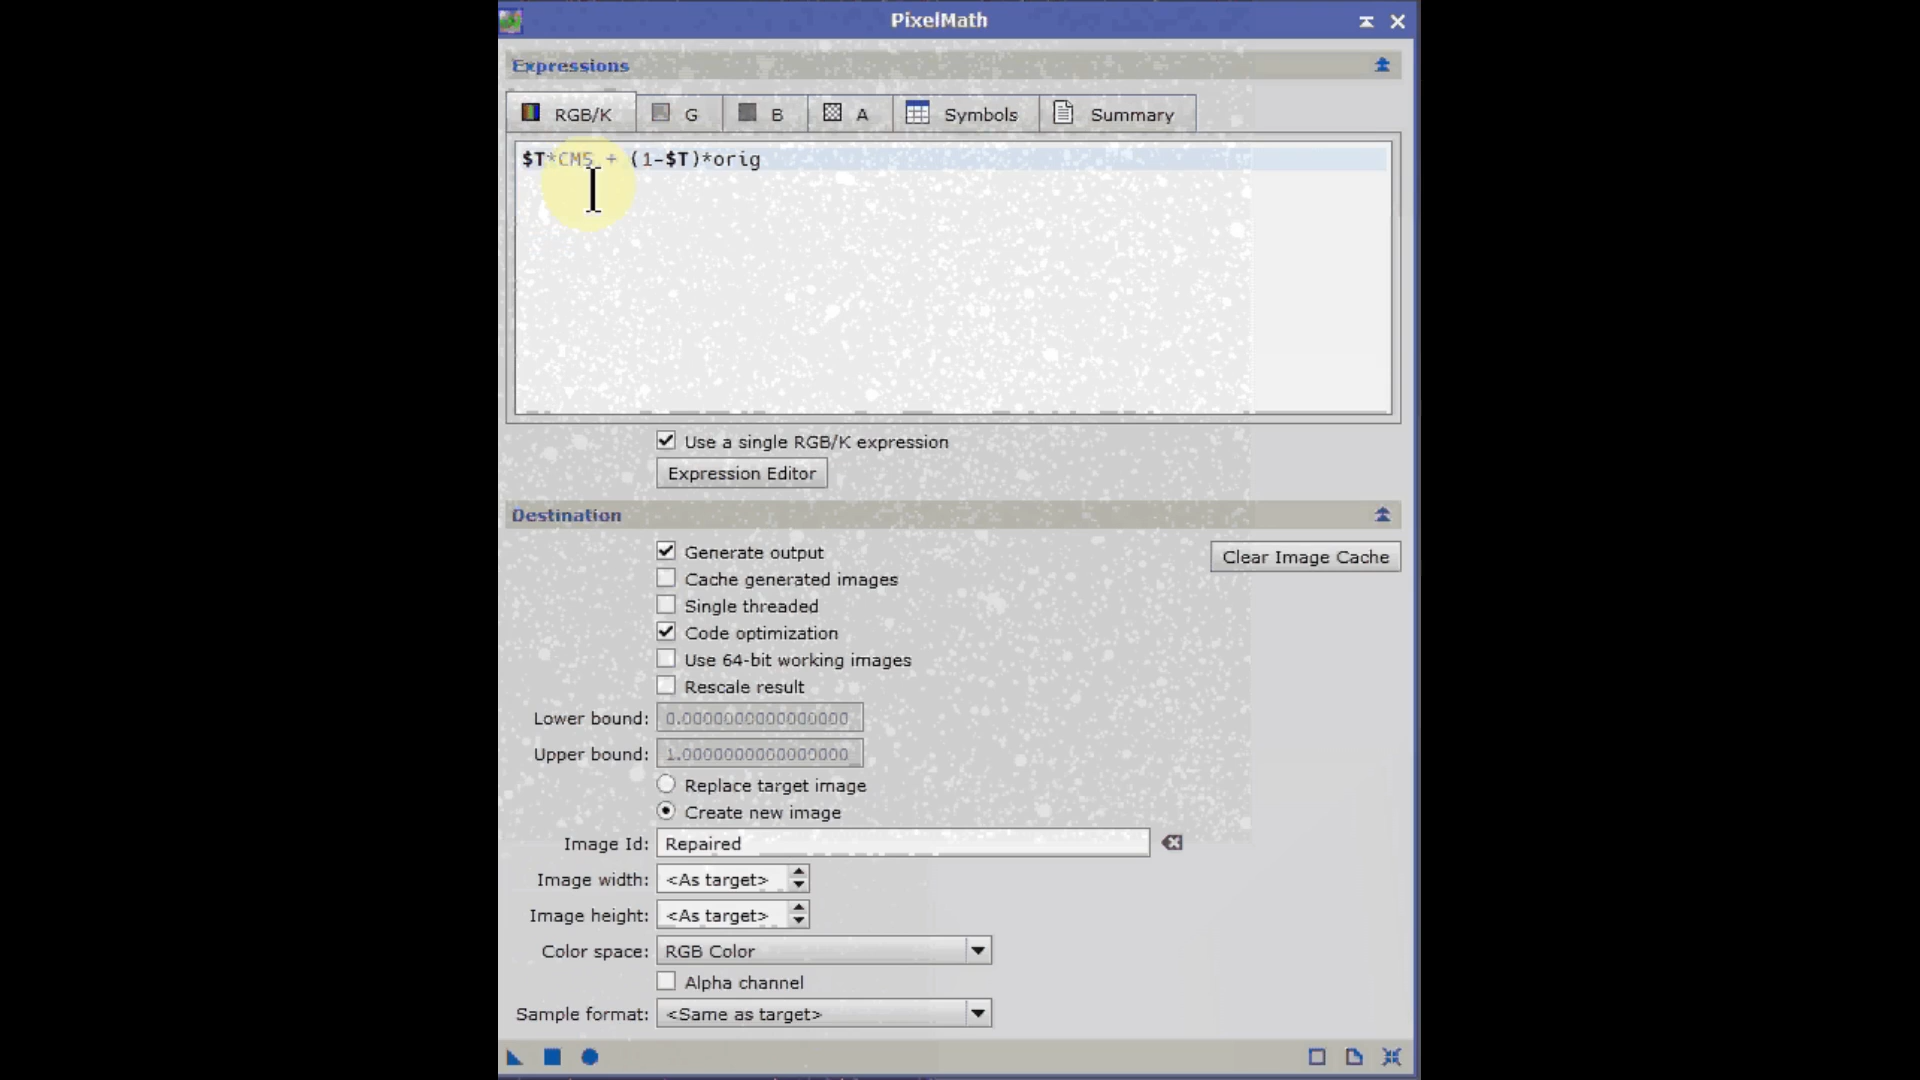 PixelMath
Expressions
RGB/K G B A Symbols Summary
$T*CMS + (1-$T)*orig
Use a single RGB/K expression
Expression Editor
Destination
Generate output
Clear Image Cache
Cache generated images
Single threaded
Code optimization
Use 64-bit working images
Rescale result
Lower bound: 0.0000000000000000
Upper bound: 1.0000000000000000
Replace target image
Create new image
Image Id: Repaired
Image width: <As target>
Image height: <As target>
Color space: RGB Color
Alpha channel
Sample format: <Same as target>